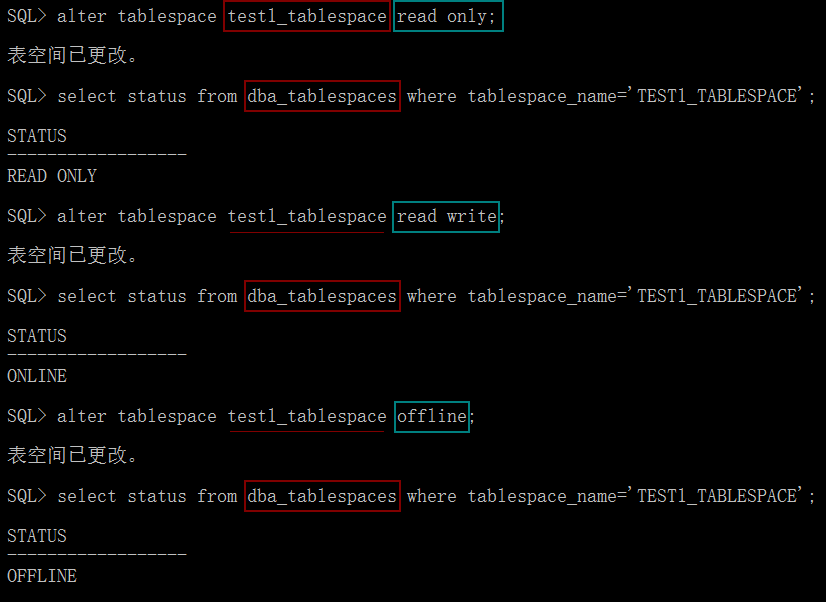 SQL> alter tablespace test1_tablespace read only;
表空间已更改。
SQL> select status from dba_tablespaces where tablespace_name='TEST1_TABLESPACE';
STATUS
------------------
READ ONLY
SQL> alter tablespace test1_tablespace read write;
表空间已更改。
SQL> select status from dba_tablespaces where tablespace_name='TEST1_TABLESPACE';
STATUS
------------------
ONLINE
SQL> alter tablespace test1_tablespace offline;
表空间已更改。
SQL> select status from dba_tablespaces where tablespace_name='TEST1_TABLESPACE';
STATUS
------------------
OFFLINE